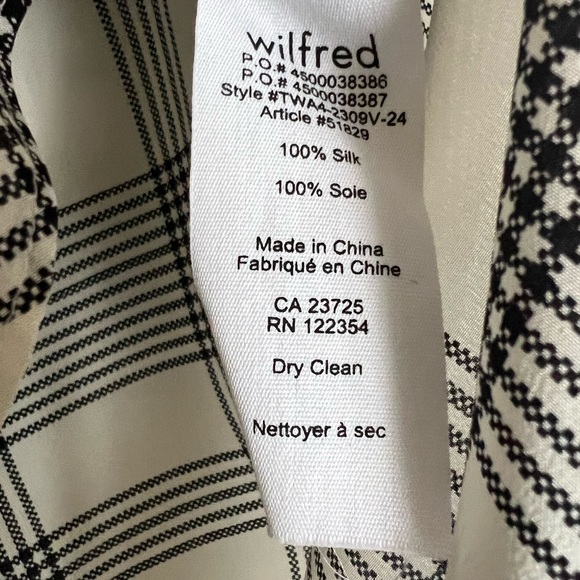 wilfred
P.O.# 4500038386
P.O.# 4500038387
Style #TWA4-2309V-24
Article #51829
100% Silk
100% Soie
Made in China
Fabriqué en Chine
CA 23725
RN 122354
Dry Clean
Nettoyer à sec